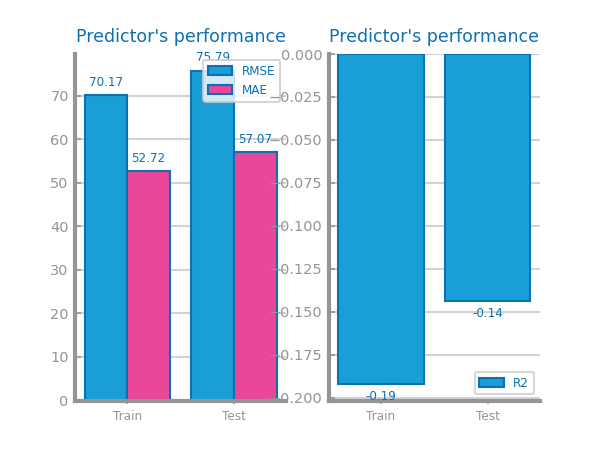 Predictor's performance
75.79
70.17
RMSE
MAE
57.07
52.72
70
60
50
40
30
20
10
0
Train
Test
Predictor's performance
0.000
−0.025
−0.050
−0.075
−0.100
−0.125
−0.150
−0.175
−0.200
-0.14
-0.19
R2
Train
Test